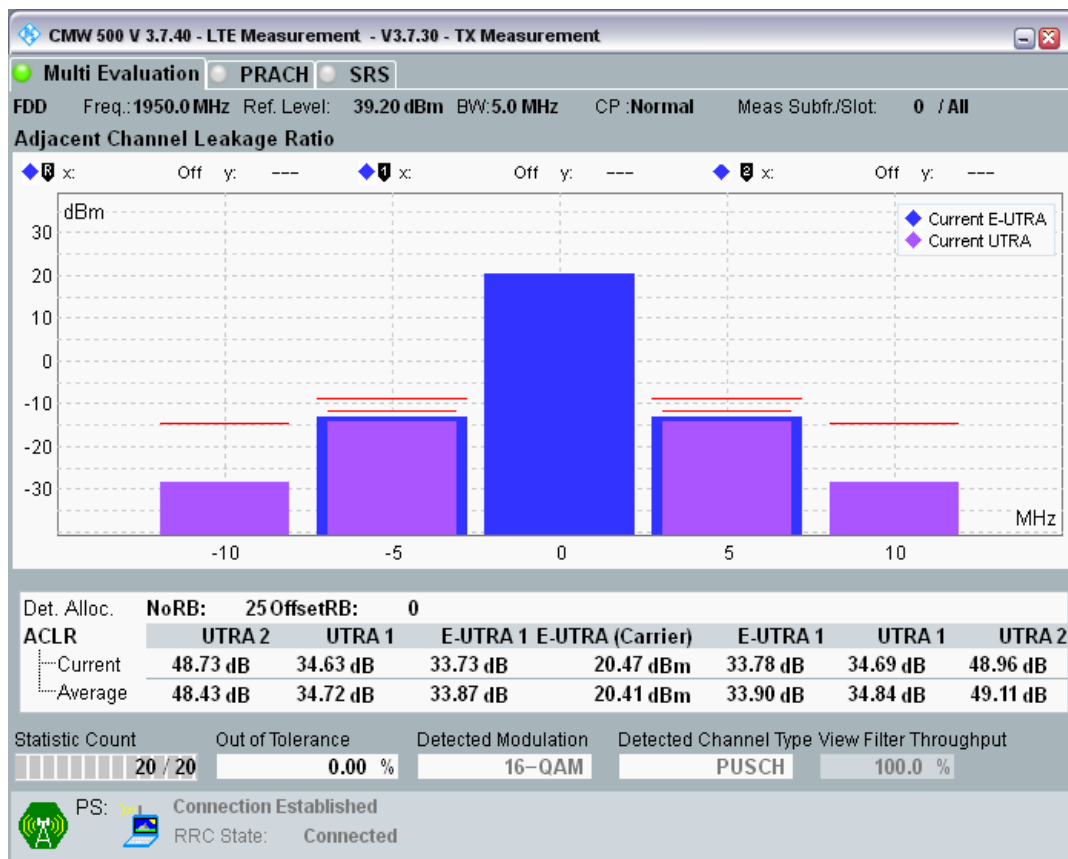 CMW 500 V 3.7.40 - LTE Measurement - V3.7.30 - TX Measurement
Multi Evaluation PRACH SRS
FDD Freq.: 1950.0 MHz Ref. Level: 39.20 dBm BW: 5.0 MHz CP : Normal Meas Subfr./Slot: 0 / All
Adjacent Channel Leakage Ratio
R x: Off y: --- 1 x: Off y: --- 2 x: Off y: ---
dBm
Current E-UTRA
Current UTRA
30
20
10
0
-10
-20
-30
MHz
-10 -5 0 5 10
Det. Alloc. NoRB: 25 OffsetRB: 0
ACLR UTRA 2 UTRA 1 E-UTRA 1 E-UTRA (Carrier) E-UTRA 1 UTRA 1 UTRA 2
Current 48.73 dB 34.63 dB 33.73 dB 20.47 dBm 33.78 dB 34.69 dB 48.96 dB
Average 48.43 dB 34.72 dB 33.87 dB 20.41 dBm 33.90 dB 34.84 dB 49.11 dB
Statistic Count Out of Tolerance Detected Modulation Detected Channel Type View Filter Throughput
20 / 20 0.00 % 16-QAM PUSCH 100.0 %
PS: Connection Established
RRC State: Connected